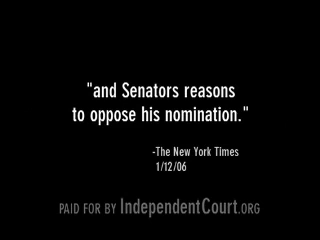 "and Senators reasons
to oppose his nomination."
-The New York Times
1/12/06
PAID FOR BY IndependentCourt.ORG